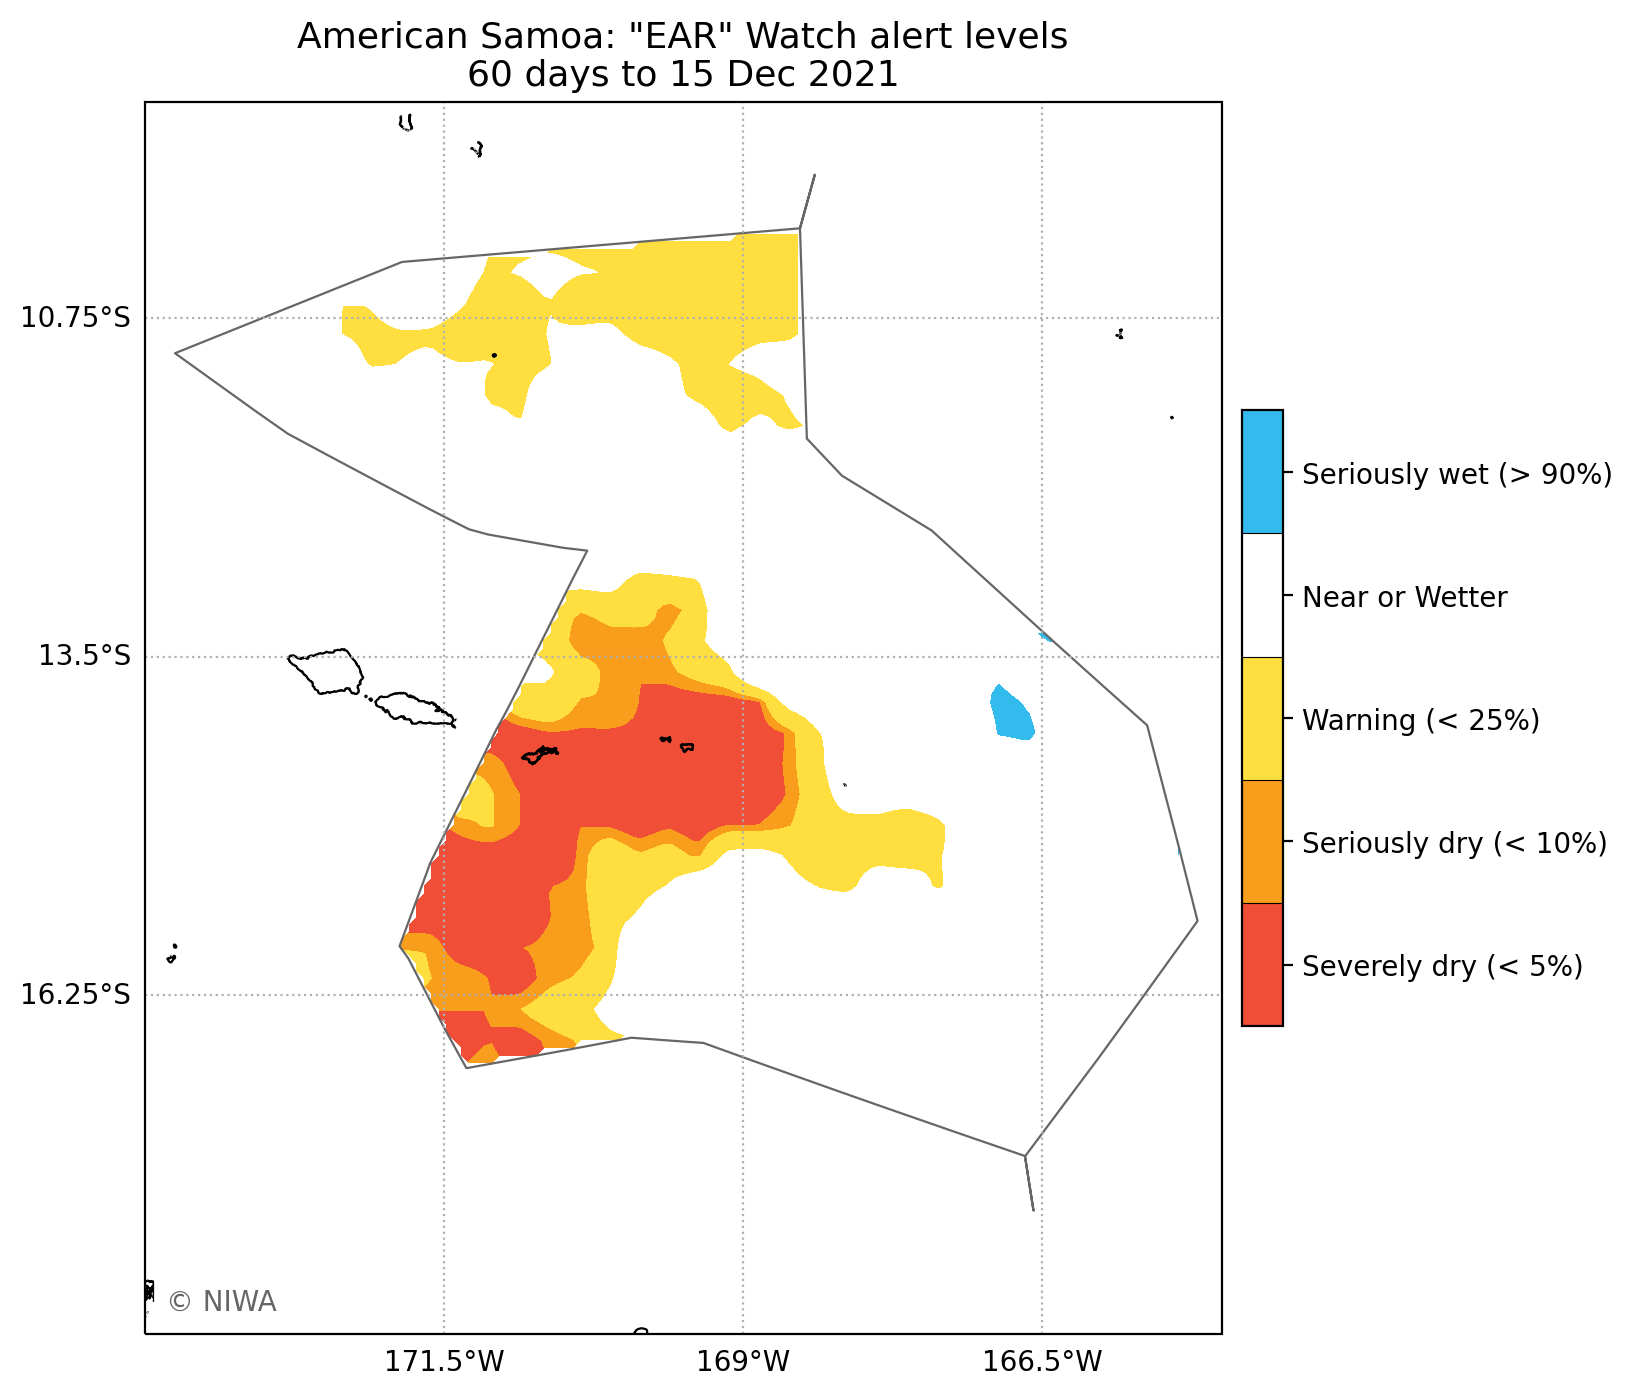 American Samoa: "EAR" Watch alert levels
60 days to 15 Dec 2021
10.75°S
13.5°S
16.25°S
171.5°W
169°W
166.5°W
Seriously wet (> 90%)
Near or Wetter
Warning (< 25%)
Seriously dry (< 10%)
Severely dry (< 5%)
© NIWA